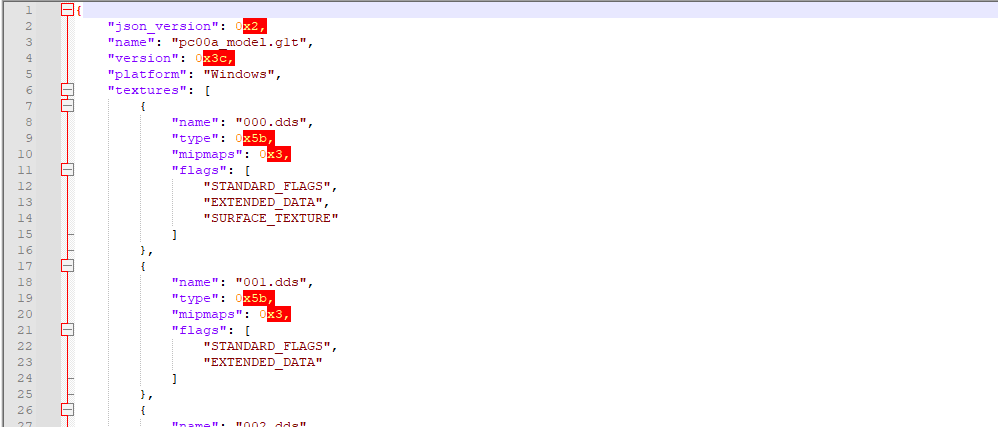 1 {
2 "json_version": 0x2,
3 "name": "pc00a_model.glt",
4 "version": 0x3c,
5 "platform": "Windows",
6 "textures": [
7 {
8 "name": "000.dds",
9 "type": 0x5b,
10 "mipmaps": 0x3,
11 "flags": [
12 "STANDARD_FLAGS",
13 "EXTENDED_DATA",
14 "SURFACE_TEXTURE"
15 ]
16 },
17 {
18 "name": "001.dds",
19 "type": 0x5b,
20 "mipmaps": 0x3,
21 "flags": [
22 "STANDARD_FLAGS",
23 "EXTENDED_DATA"
24 ]
25 },
26 {
27 "name": "002.dds"